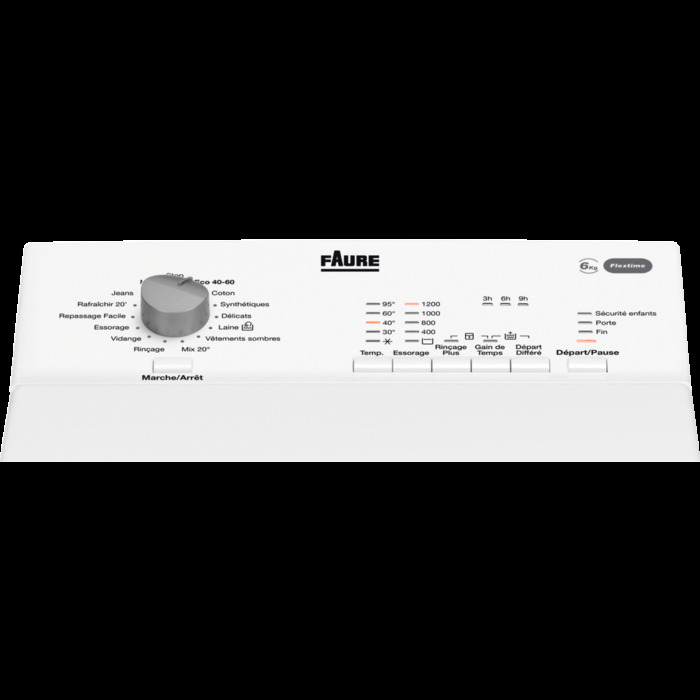 FAURE
6Kg
Flextime
Stop
Eco 40-60
Coton
Synthétiques
Délicats
Laine
Vêtements sombres
Mix 20°
Rinçage
Vidange
Essorage
Repassage Facile
Rafraîchir 20'
Jeans
Marche/Arrêt
95°
60°
40°
30°
Temp.
1200
1000
800
400
Essorage
Rinçage
Plus
Gain de
Temps
3h 6h 9h
Départ
Différé
Sécurité enfants
Porte
Fin
Départ/Pause